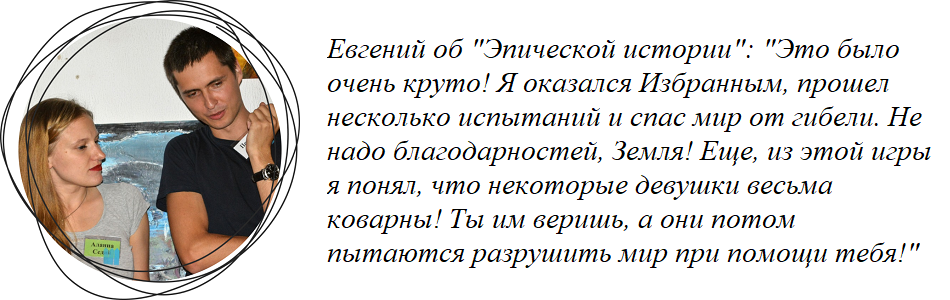 Евгений об "Эпической истории": "Это было
очень круто! Я оказался Избранным, прошел
несколько испытаний и спас мир от гибели. Не
надо благодарностей, Земля! Еще, из этой игры
я понял, что некоторые девушки весьма
коварны! Ты им веришь, а они потом
пытаются разрушить мир при помощи тебя!"
Аланна